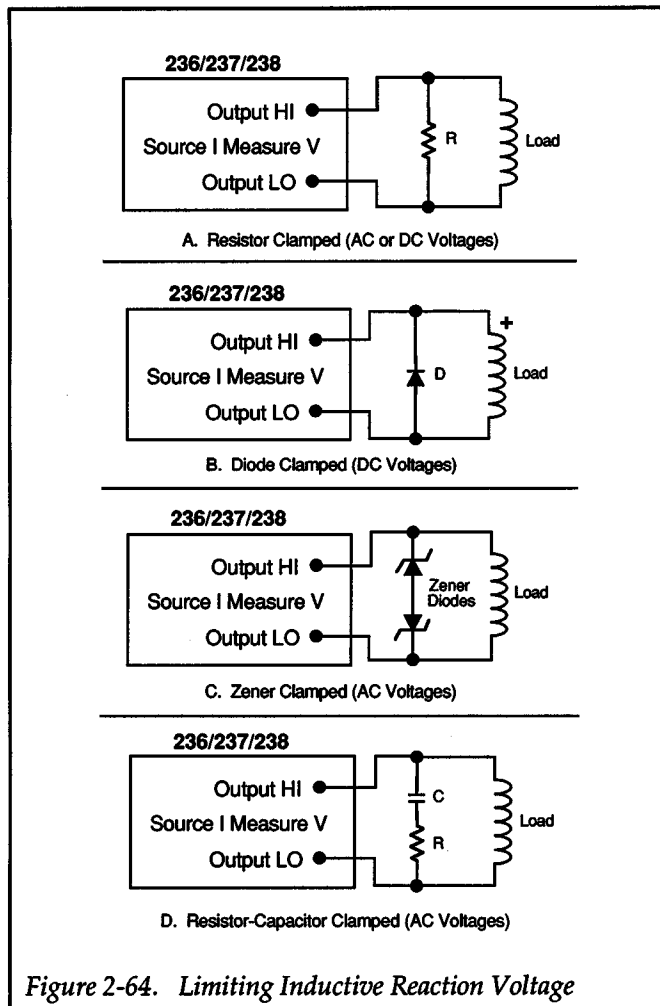 236/237/238
Output HI
Source I Measure V
Output LO
R
Load
A. Resistor Clamped (AC or DC Voltages)
236/237/238
Output HI
Source I Measure V
Output LO
D
+
Load
B. Diode Clamped (DC Voltages)
236/237/238
Output HI
Source I Measure V
Output LO
Zener
Diodes
Load
C. Zener Clamped (AC Voltages)
236/237/238
Output HI
Source I Measure V
Output LO
C
R
Load
D. Resistor-Capacitor Clamped (AC Voltages)
Figure 2-64. Limiting Inductive Reaction Voltage